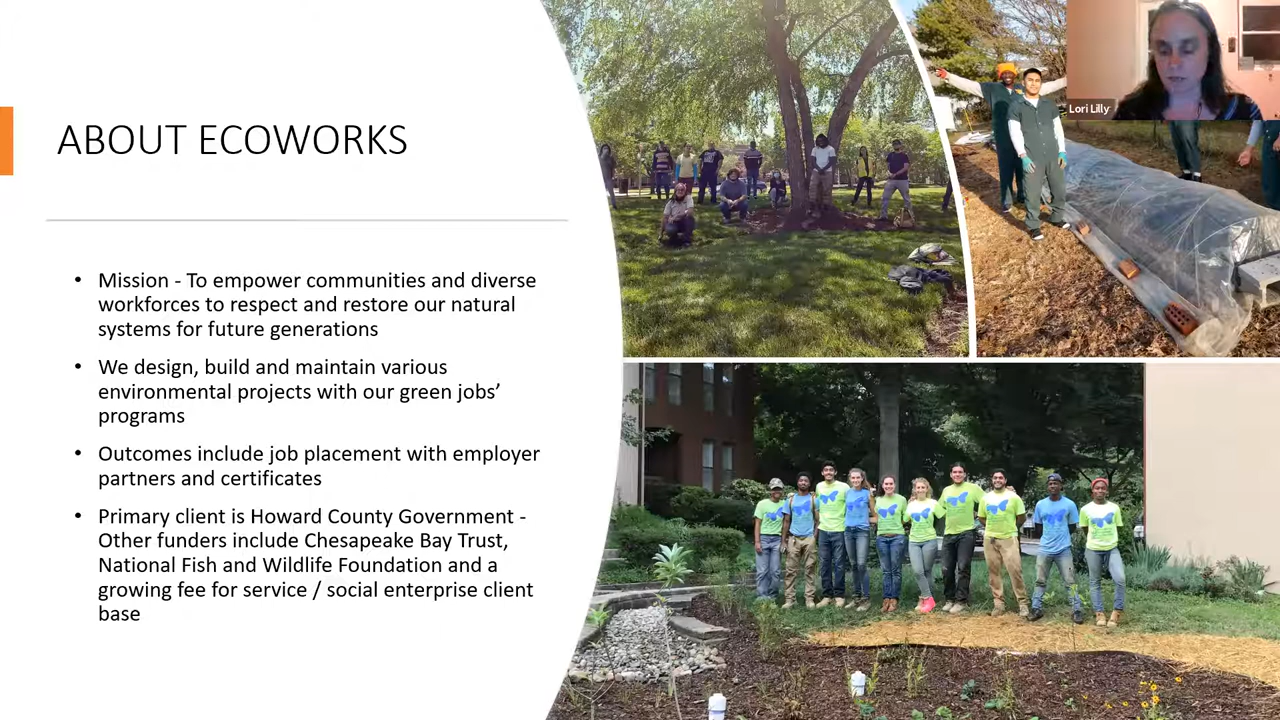 Lori Lilly
ABOUT ECOWORKS
• Mission - To empower communities and diverse
workforces to respect and restore our natural
systems for future generations
• We design, build and maintain various
environmental projects with our green jobs’
programs
• Outcomes include job placement with employer
partners and certificates
• Primary client is Howard County Government -
Other funders include Chesapeake Bay Trust,
National Fish and Wildlife Foundation and a
growing fee for service / social enterprise client
base